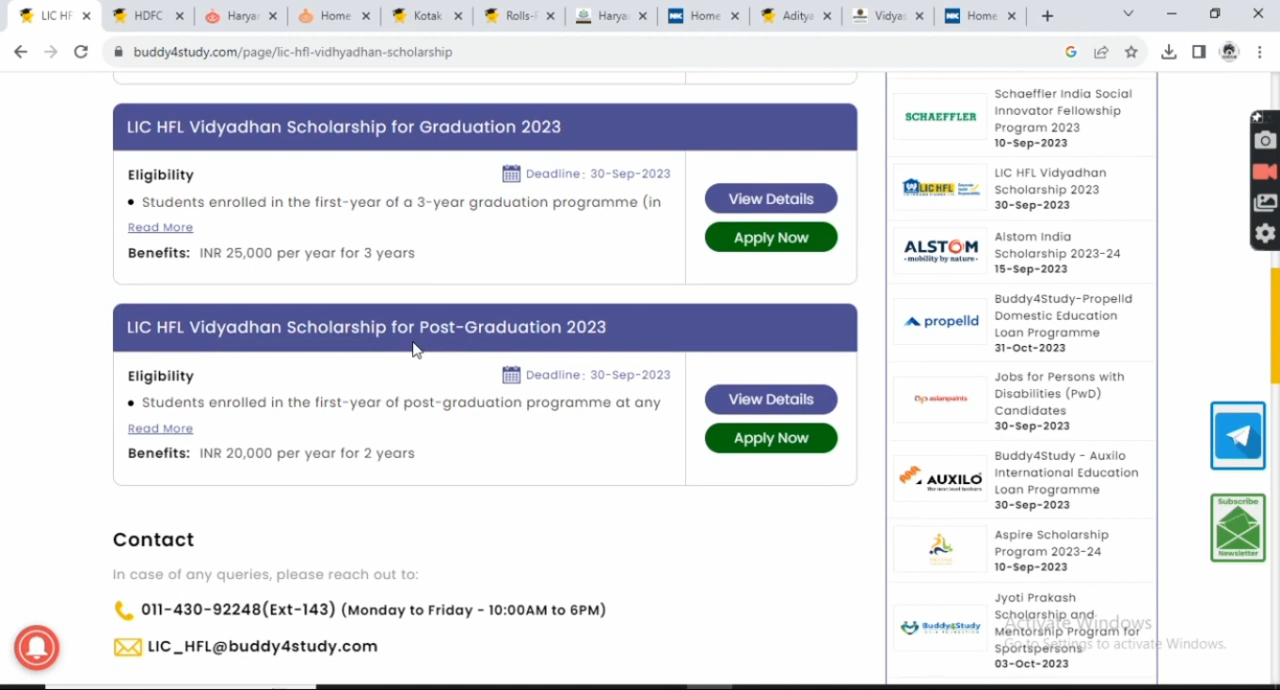 LIC HF
HDFC
Haryar
Home
Kotak
Rolls-F
Harya
Home
Aditya
Vidya
Home
buddy4study.com/page/lic-hfl-vidhyadhan-scholarship
LIC HFL Vidyadhan Scholarship for Graduation 2023
Eligibility
Deadline: 30-Sep-2023
• Students enrolled in the first-year of a 3-year graduation programme (in
Read More
Benefits: INR 25,000 per year for 3 years
View Details
Apply Now
LIC HFL Vidyadhan Scholarship for Post-Graduation 2023
Eligibility
Deadline: 30-Sep-2023
• Students enrolled in the first-year of post-graduation programme at any
Read More
Benefits: INR 20,000 per year for 2 years
View Details
Apply Now
Contact
In case of any queries, please reach out to:
011-430-92248(Ext-143) (Monday to Friday - 10:00AM to 6PM)
LIC_HFL@buddy4study.com
SCHAEFFLER
Schaeffler India Social
Innovator Fellowship
Program 2023
10-Sep-2023
LIC HFL
LIC HFL Vidyadhan
Scholarship 2023
30-Sep-2023
ALSTOM
•mobility by nature•
Alstom India
Scholarship 2023-24
15-Sep-2023
propelld
Buddy4Study-Propelld
Domestic Education
Loan Programme
31-Oct-2023
asianpaints
Jobs for Persons with
Disabilities (PwD)
Candidates
30-Sep-2023
AUXILO
Buddy4Study - Auxilo
International Education
Loan Programme
30-Sep-2023
Aspire Scholarship
Program 2023-24
10-Sep-2023
Buddy4Study
Jyoti Prakash
Scholarship and
Mentorship Program for
Sportspersons
03-Oct-2023
Subscribe
Newsletter
Activate Windows
Go to Settings to activate Windows.